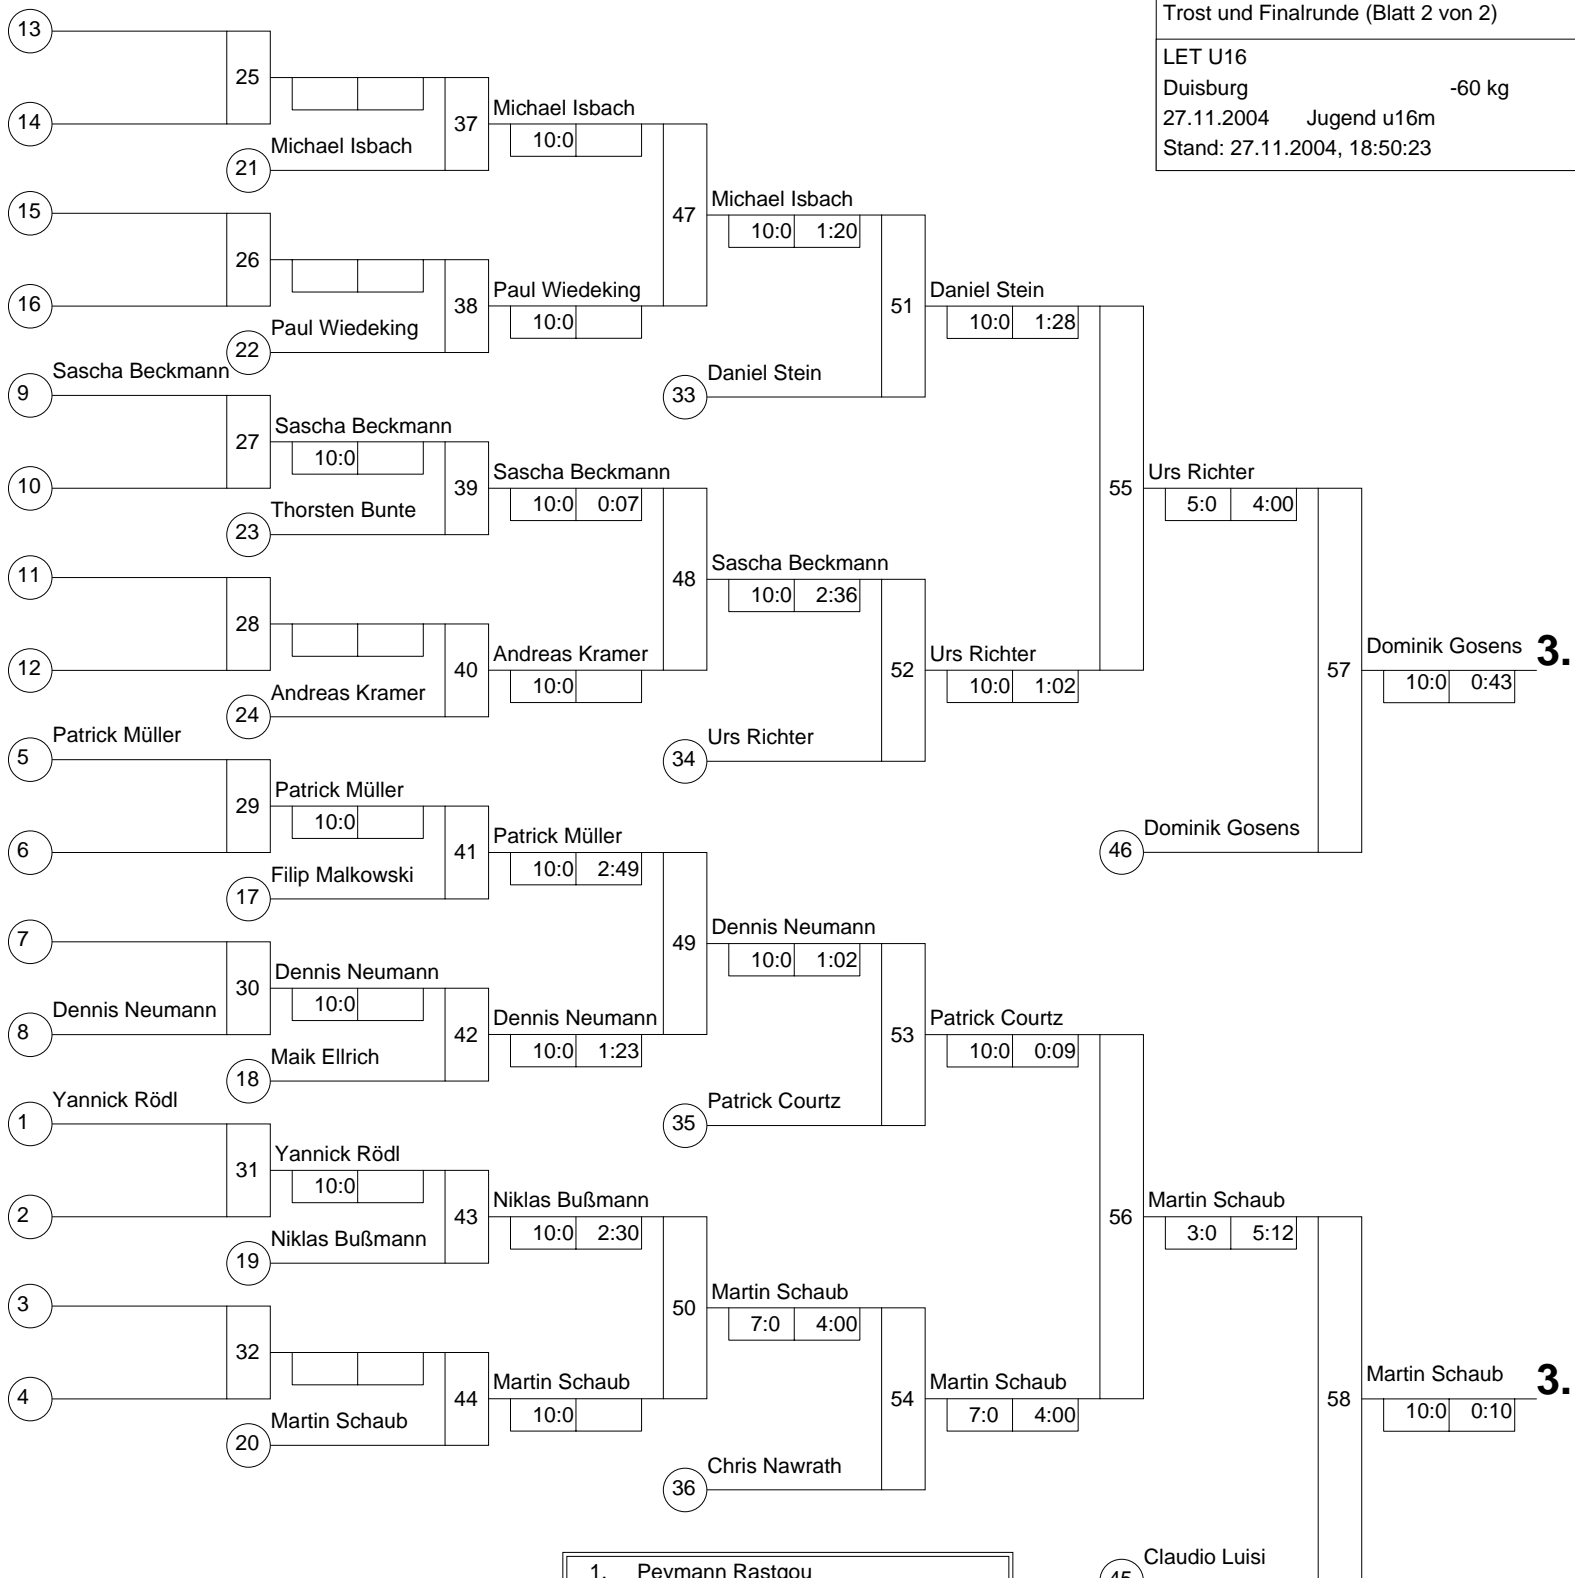 Trost und Finalrunde (Blatt 2 von 2)
LET U16
Duisburg -60 kg
27.11.2004 Jugend u16m
Stand: 27.11.2004, 18:50:23
13
25
14
37
Michael Isbach
10:0
Michael Isbach
21
15
47
Michael Isbach
10:0 1:20
26
16
38
Paul Wiedeking
10:0
Paul Wiedeking
22
51
Daniel Stein
10:0 1:28
Sascha Beckmann
9
Daniel Stein
33
27
Sascha Beckmann
10:0
10
39
Sascha Beckmann
10:0 0:07
Thorsten Bunte
23
55
Urs Richter
5:0 4:00
11
48
Sascha Beckmann
10:0 2:36
28
12
40
Andreas Kramer
10:0
Andreas Kramer
24
52
Urs Richter
10:0 1:02
57
Dominik Gosens 3.
10:0 0:43
Patrick Müller
5
Urs Richter
34
29
Patrick Müller
10:0
6
41
Patrick Müller
10:0 2:49
Dominik Gosens
46
Filip Malkowski
17
7
49
Dennis Neumann
10:0 1:02
30
Dennis Neumann
10:0
Dennis Neumann
8
42
Dennis Neumann
10:0 1:23
53
Patrick Courtz
10:0 0:09
Maik Ellrich
18
Yannick Rödl
1
Patrick Courtz
35
31
Yannick Rödl
10:0
2
43
Niklas Bußmann
10:0 2:30
56
Martin Schaub
3:0 5:12
Niklas Bußmann
19
3
50
Martin Schaub
7:0 4:00
32
4
44
Martin Schaub
10:0
54
Martin Schaub
7:0 4:00
58
Martin Schaub 3.
10:0 0:10
Martin Schaub
20
Chris Nawrath
36
Claudio Luisi
45
1. Peymann Rastgou